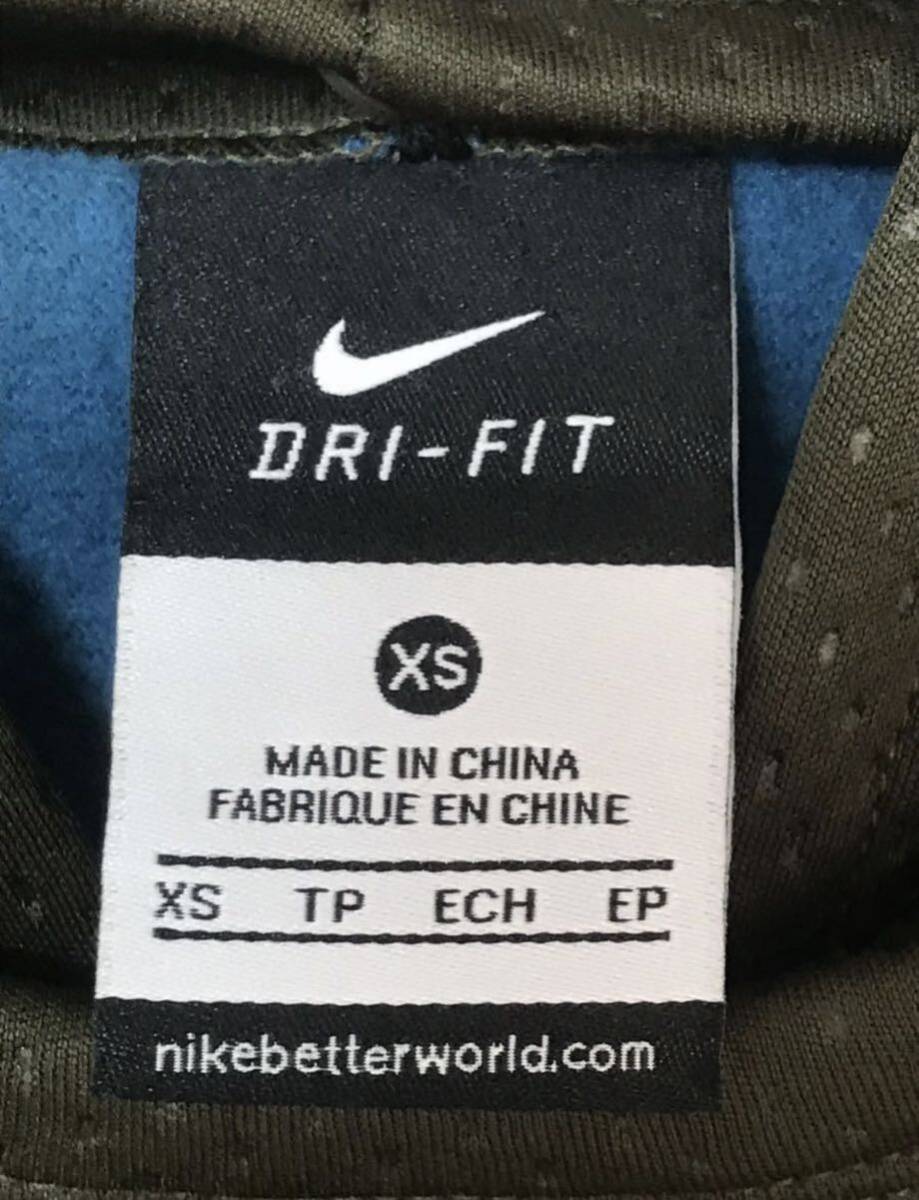 DRI-FIT
XS
MADE IN CHINA
FABRIQUE EN CHINE
XS TP ECH EP
nikebetterworld.com